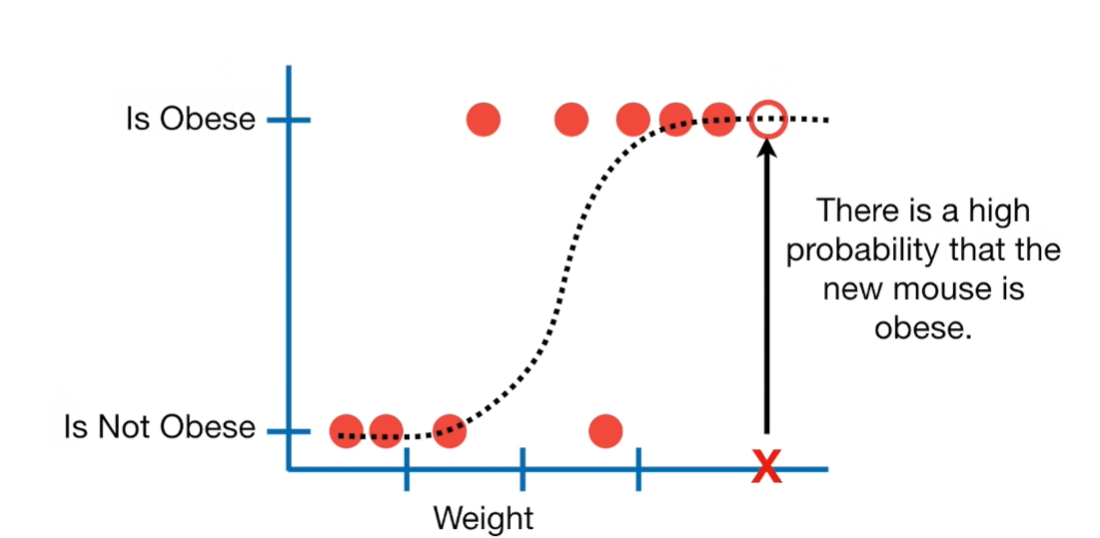 Is Obese
There is a high
probability that the
new mouse is
obese.
Is Not Obese
X
Weight